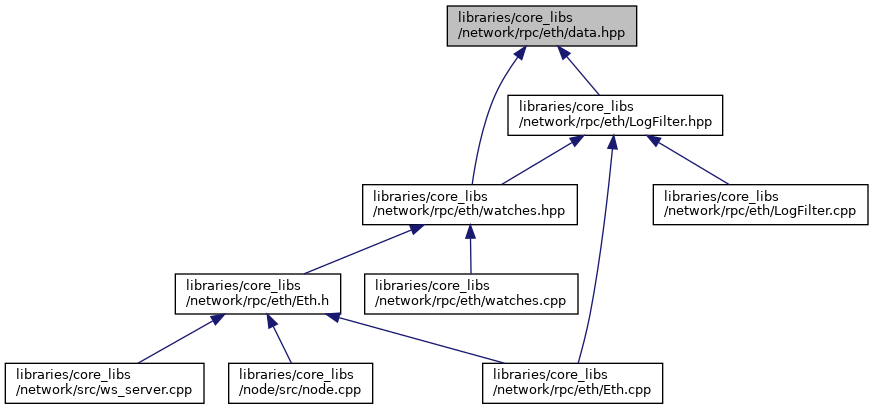 libraries/core_libs
/network/rpc/eth/data.hpp
libraries/core_libs
/network/rpc/eth/LogFilter.hpp
libraries/core_libs
/network/rpc/eth/watches.hpp
libraries/core_libs
/network/rpc/eth/LogFilter.cpp
libraries/core_libs
/network/rpc/eth/Eth.h
libraries/core_libs
/network/rpc/eth/watches.cpp
libraries/core_libs
/network/src/ws_server.cpp
libraries/core_libs
/node/src/node.cpp
libraries/core_libs
/network/rpc/eth/Eth.cpp